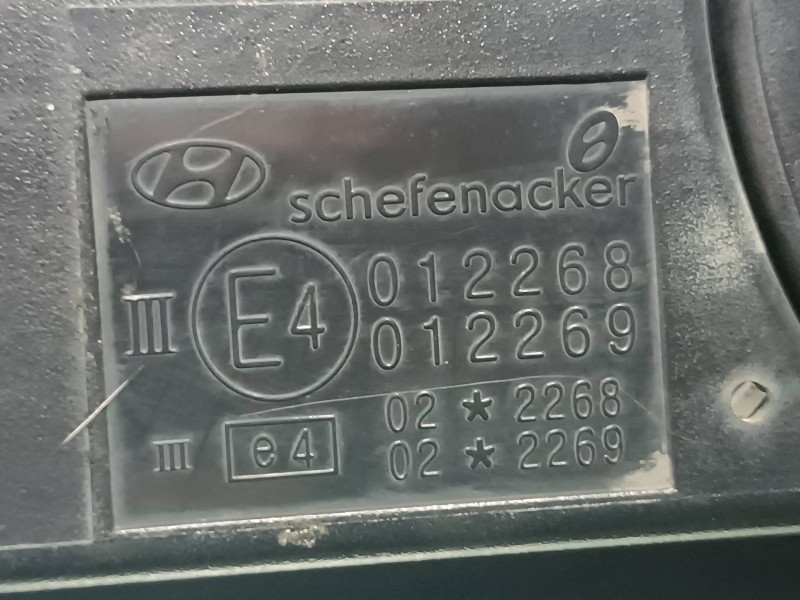 schefenacker
III E4 012268
012269
02 * 2268
III e4 02 * 2269